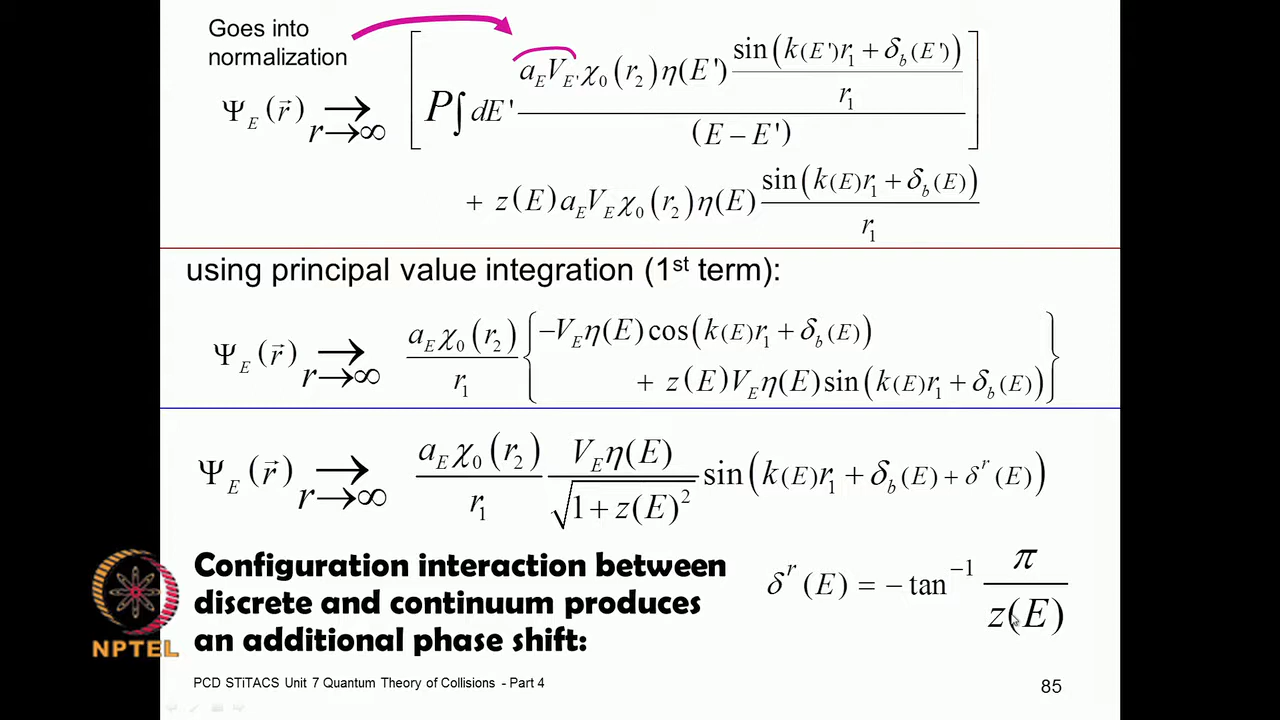 Goes into
normalization
Ψ_E(r⃗) →_{r→∞} [P∫dE' (a_E V_{E'} χ_0(r_2) η(E') sin(k(E')r_1 + δ_b(E'))/r_1)/(E − E')]
+ z(E) a_E V_E χ_0(r_2) η(E) sin(k(E)r_1 + δ_b(E))/r_1
using principal value integration (1st term):
Ψ_E(r⃗) →_{r→∞} a_E χ_0(r_2)/r_1 {−V_E η(E) cos(k(E)r_1 + δ_b(E))
+ z(E) V_E η(E) sin(k(E)r_1 + δ_b(E))}
Ψ_E(r⃗) →_{r→∞} a_E χ_0(r_2)/r_1 V_E η(E)/√(1 + z(E)^2) sin(k(E)r_1 + δ_b(E) + δ^r(E))
Configuration interaction between
discrete and continuum produces
an additional phase shift:
δ^r(E) = − tan^{−1} π/z(E)
NPTEL
PCD STiTACS Unit 7 Quantum Theory of Collisions - Part 4
85